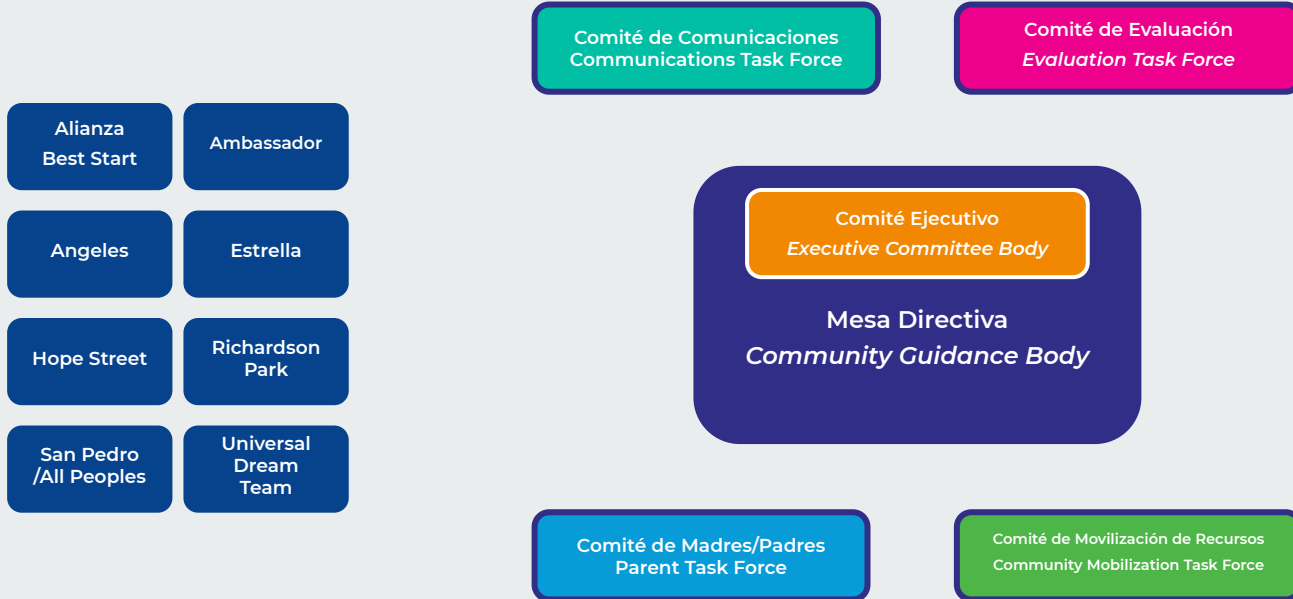 Comité de Comunicaciones
Communications Task Force
Comité de Evaluación
Evaluation Task Force
Alianza
Best Start
Ambassador
Angeles
Estrella
Hope Street
Richardson
Park
San Pedro
/All Peoples
Universal
Dream
Team
Comité Ejecutivo
Executive Committee Body
Mesa Directiva
Community Guidance Body
Comité de Madres/Padres
Parent Task Force
Comité de Movilización de Recursos
Community Mobilization Task Force